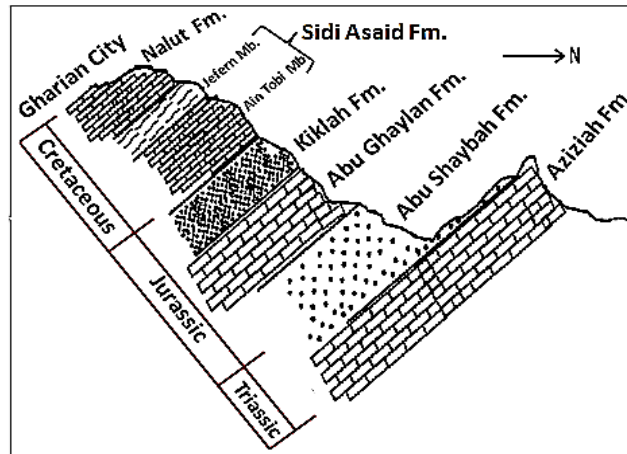 Gharian City
Nalut Fm.
Jefern Mb.
Ain Tobi Mb.
Sidi Asaid Fm.
Kiklah Fm.
Abu Ghaylan Fm.
Abu Shaybah Fm.
Aziziah Fm.
N
Cretaceous
Jurassic
Triassic